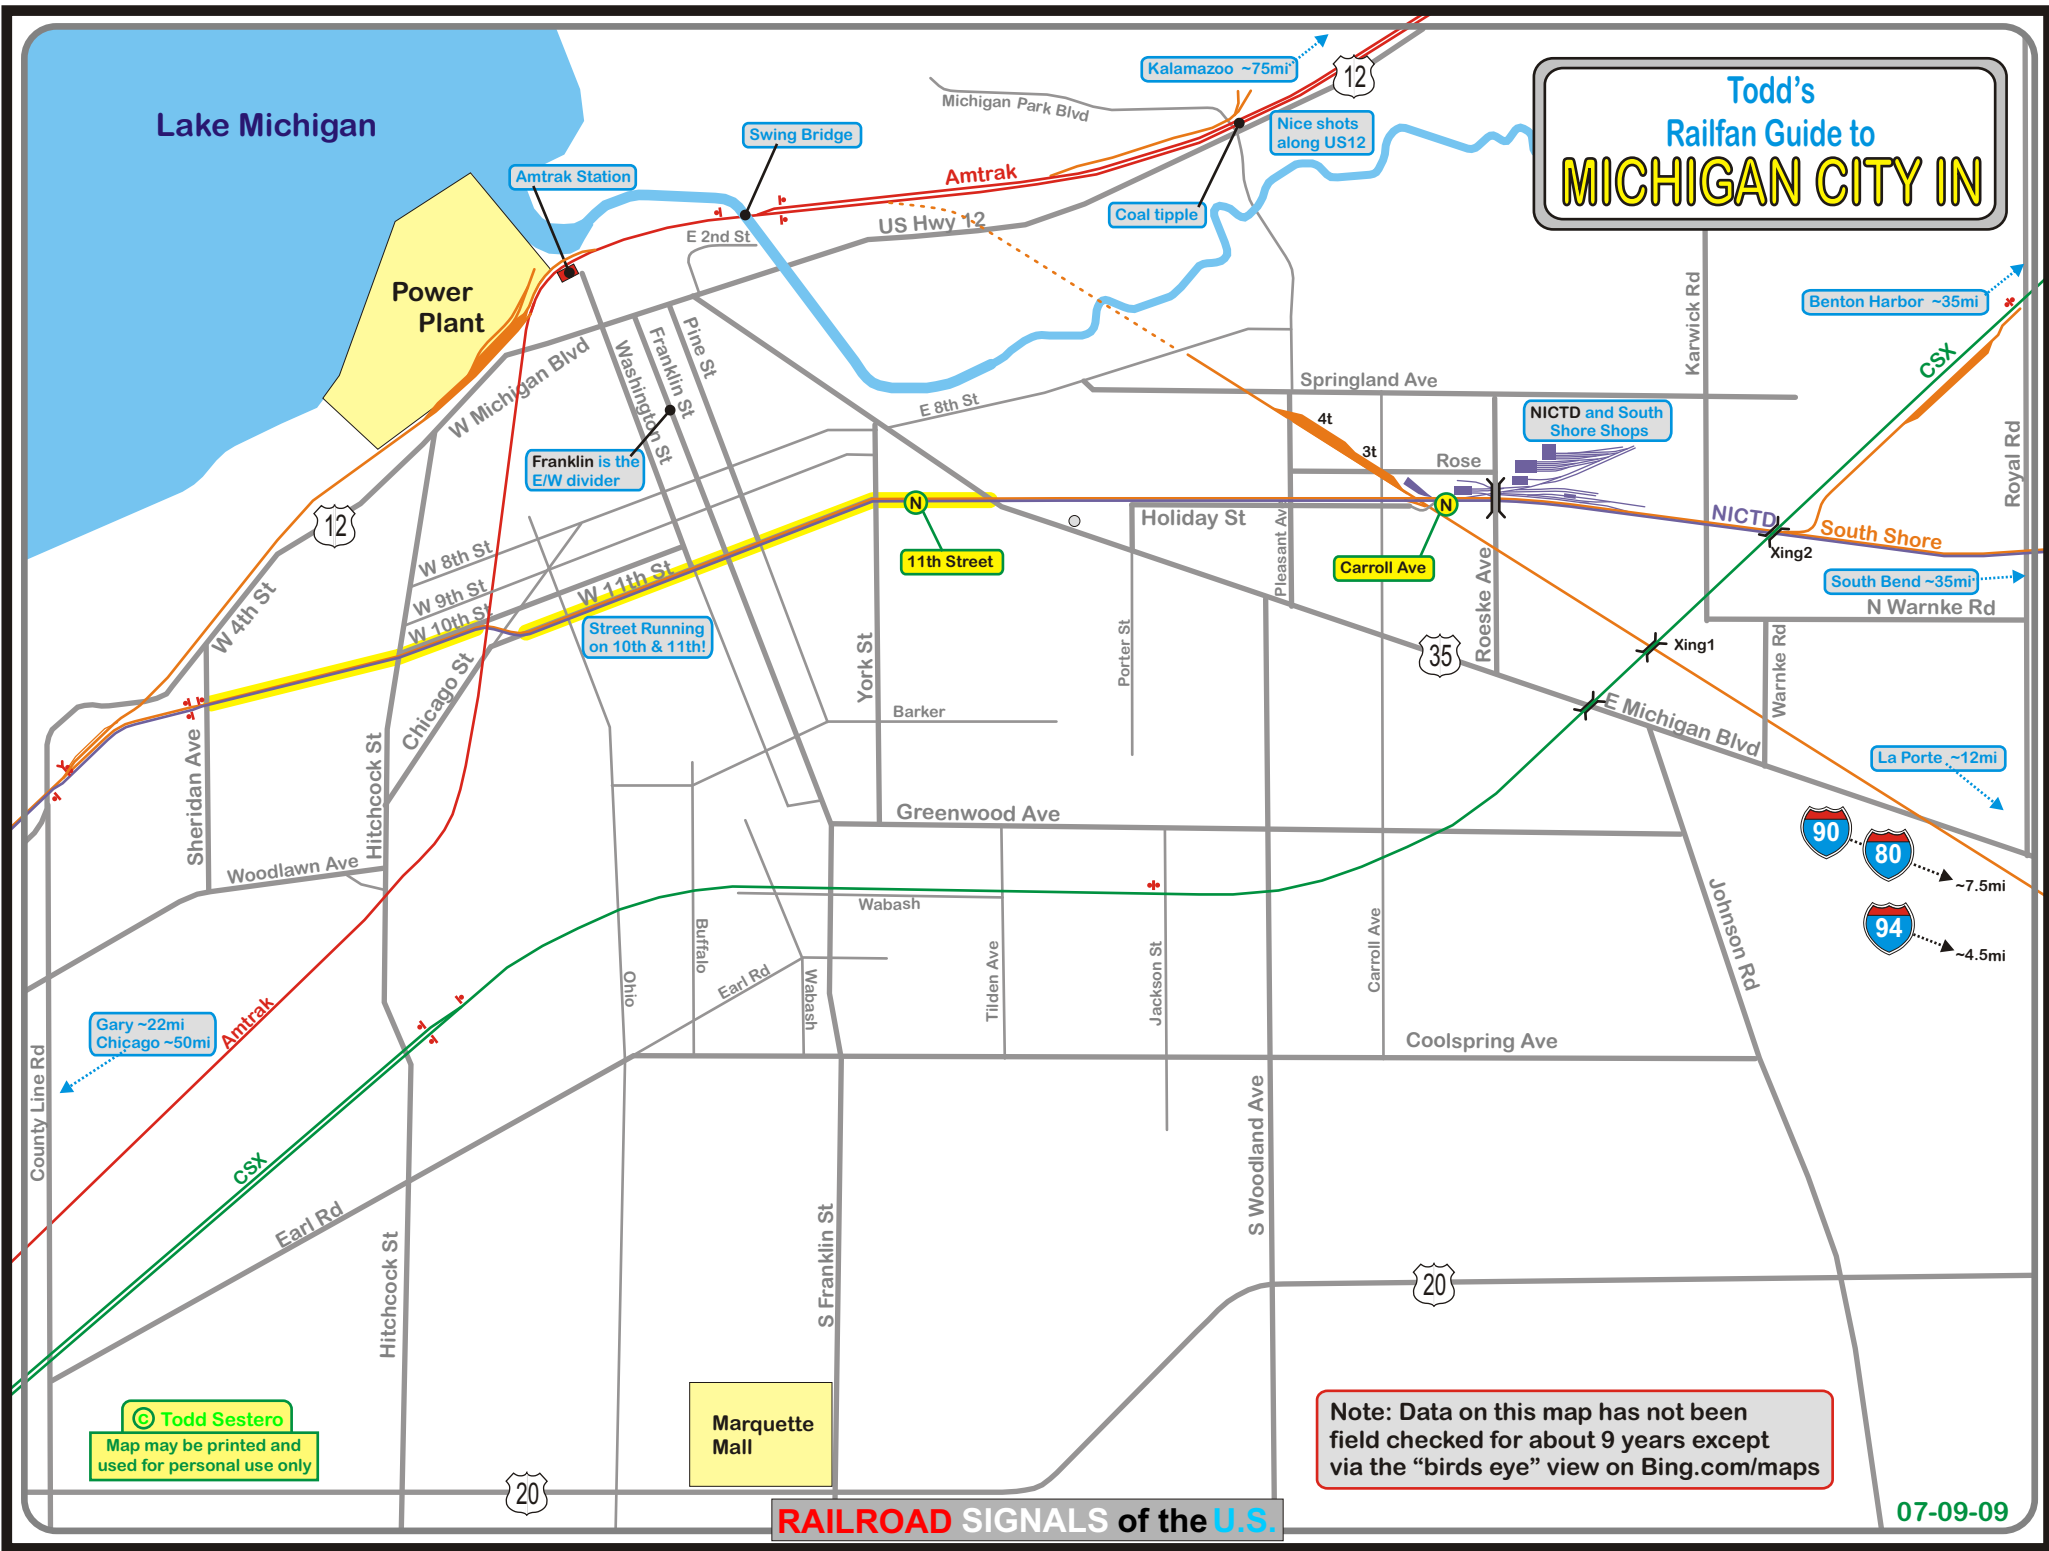 Todd's
Railfan Guide to
MICHIGAN CITY IN
Lake Michigan
Kalamazoo ~75mi
12
Michigan Park Blvd
Nice shots
along US12
Swing Bridge
Amtrak Station
Amtrak
US Hwy 12
Coal tipple
E 2nd St
Power
Plant
Karwick Rd
Benton Harbor ~35mi
CSX
W Michigan Blvd
Washington St
Franklin St
Pine St
E 8th St
Springland Ave
4t
3t
Rose
NICTD and South
Shore Shops
Royal Rd
Franklin is the
E/W divider
12
N
11th Street
Holiday St
Pleasant Av
N
Carroll Ave
Roeske Ave
NICTD
South Shore
Xing2
South Bend ~35mi
N Warnke Rd
W 8th St
W 9th St
W 10th St
W 11th St
Street Running
on 10th & 11th!
W 4th St
Chicago St
York St
Porter St
35
Xing1
Warnke Rd
E Michigan Blvd
La Porte ~12mi
Barker
Sheridan Ave
Hitchcock St
Woodlawn Ave
Greenwood Ave
90
80
~7.5mi
94
~4.5mi
Wabash
Buffalo
Ohio
Earl Rd
Wabash
Tilden Ave
Jackson St
Carroll Ave
Johnson Rd
Gary ~22mi
Chicago ~50mi
Amtrak
County Line Rd
CSX
Coolspring Ave
Earl Rd
Hitchcock St
S Franklin St
S Woodland Ave
20
Marquette
Mall
© Todd Sestero
Map may be printed and
used for personal use only
20
Note: Data on this map has not been
field checked for about 9 years except
via the “birds eye” view on Bing.com/maps
RAILROAD SIGNALS of the U.S.
07-09-09